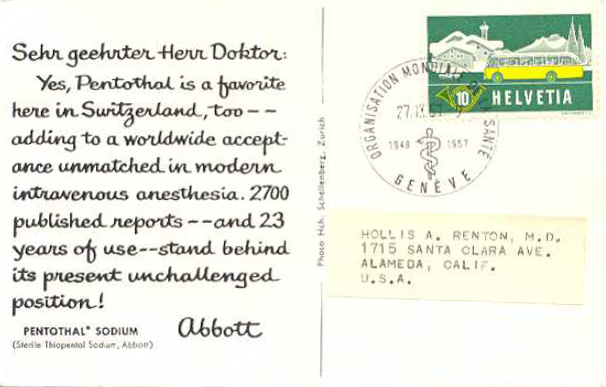 Sehr geehrter Herr Doktor:
Yes, Pentothal is a favorite
here in Switzerland, too --
adding to a worldwide accept-
ance unmatched in modern
intravenous anesthesia. 2700
published reports -- and 23
years of use--stand behind
its present unchallenged
position!
Abbott
PENTOTHAL® SODIUM
(Sterile Thiopental Sodium, Abbott)
Photo Hch. Schellenberg, Zurich
10
HELVETIA
ORGANISATION MONDIALE SANTÉ
27.IX.
1948 1957
GENÈVE
HOLLIS A. RENTON, M.D.
1715 SANTA CLARA AVE.
ALAMEDA, CALIF.
U.S.A.